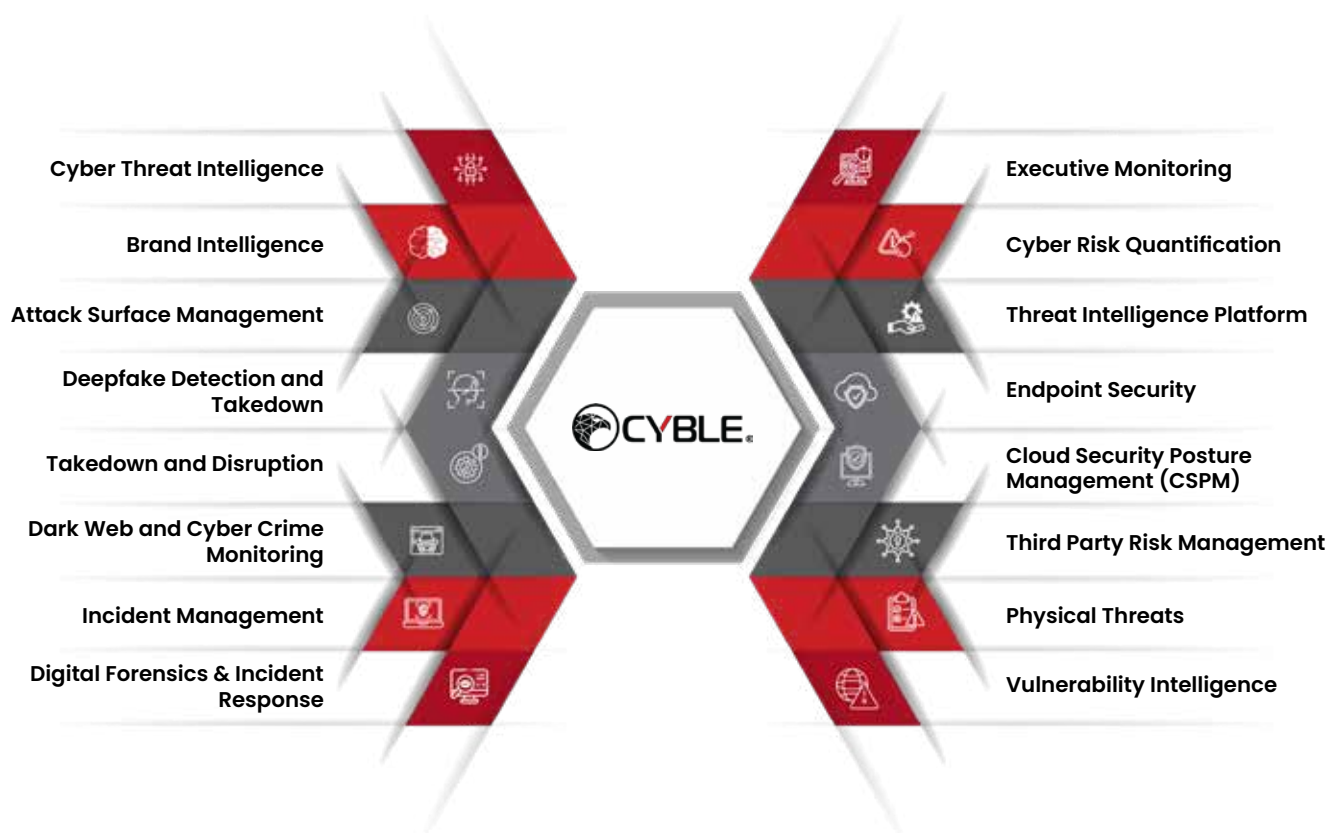 Cyber Threat Intelligence
Brand Intelligence
Attack Surface Management
Deepfake Detection and
Takedown
Takedown and Disruption
Dark Web and Cyber Crime
Monitoring
Incident Management
Digital Forensics & Incident
Response
CYBLE
Executive Monitoring
Cyber Risk Quantification
Threat Intelligence Platform
Endpoint Security
Cloud Security Posture
Management (CSPM)
Third Party Risk Management
Physical Threats
Vulnerability Intelligence